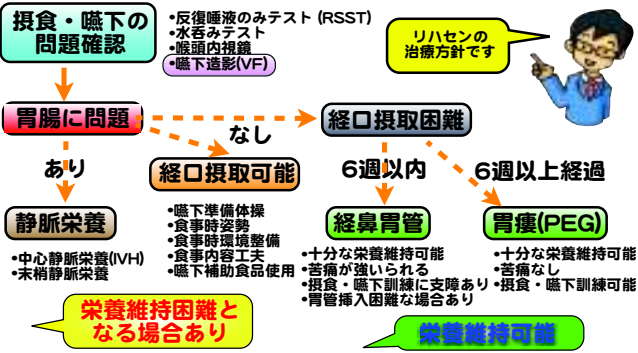 摂食・嚥下の
問題確認
•反復唾液のみテスト (RSST)
•水呑みテスト
•喉頭内視鏡
•嚥下造影(VF)
リハセンの
治療方針です
胃腸に問題
なし
経口摂取困難
あり
経口摂取可能
6週以内
6週以上経過
静脈栄養
•中心静脈栄養(IVH)
•末梢静脈栄養
•嚥下準備体操
•食事時姿勢
•食事時環境整備
•食事内容工夫
•嚥下補助食品使用
経鼻胃管
•十分な栄養維持可能
•苦痛が強いられる
•摂食・嚥下訓練に支障あり
•胃管挿入困難な場合あり
胃瘻(PEG)
•十分な栄養維持可能
•苦痛なし
•摂食・嚥下訓練可能
栄養維持困難と
なる場合あり
栄養維持可能